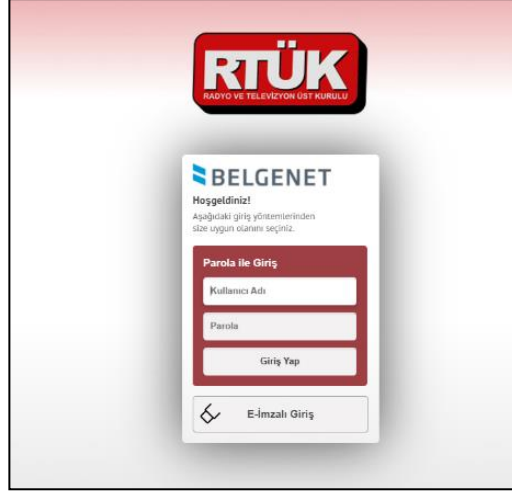 RTÜK
RADYO VE TELEVİZYON ÜST KURULU
BELGENET
Hoşgeldiniz!
Aşağıdaki giriş yöntemlerinden
size uygun olanını seçiniz.
Parola ile Giriş
Kullanıcı Adı
Parola
Giriş Yap
E-İmzalı Giriş